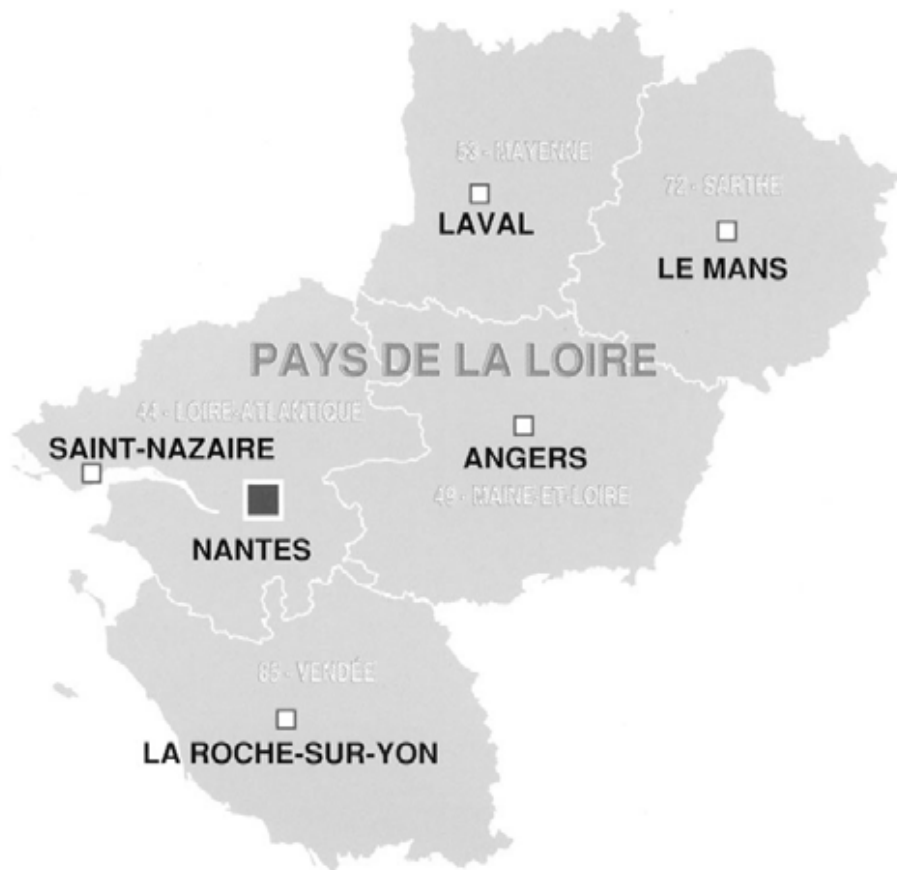 53 - MAYENNE
LAVAL
72 - SARTHE
LE MANS
PAYS DE LA LOIRE
44 - LOIRE-ATLANTIQUE
SAINT-NAZAIRE
NANTES
ANGERS
49 - MAINE-ET-LOIRE
85 - VENDÉE
LA ROCHE-SUR-YON